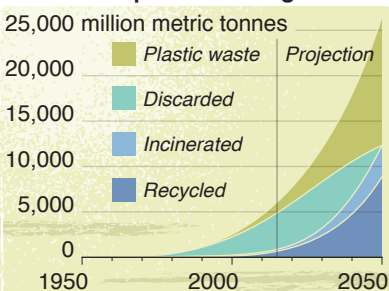 25,000 million metric tonnes
20,000
15,000
10,000
5,000
0
Plastic waste
Projection
Discarded
Incinerated
Recycled
1950
2000
2050